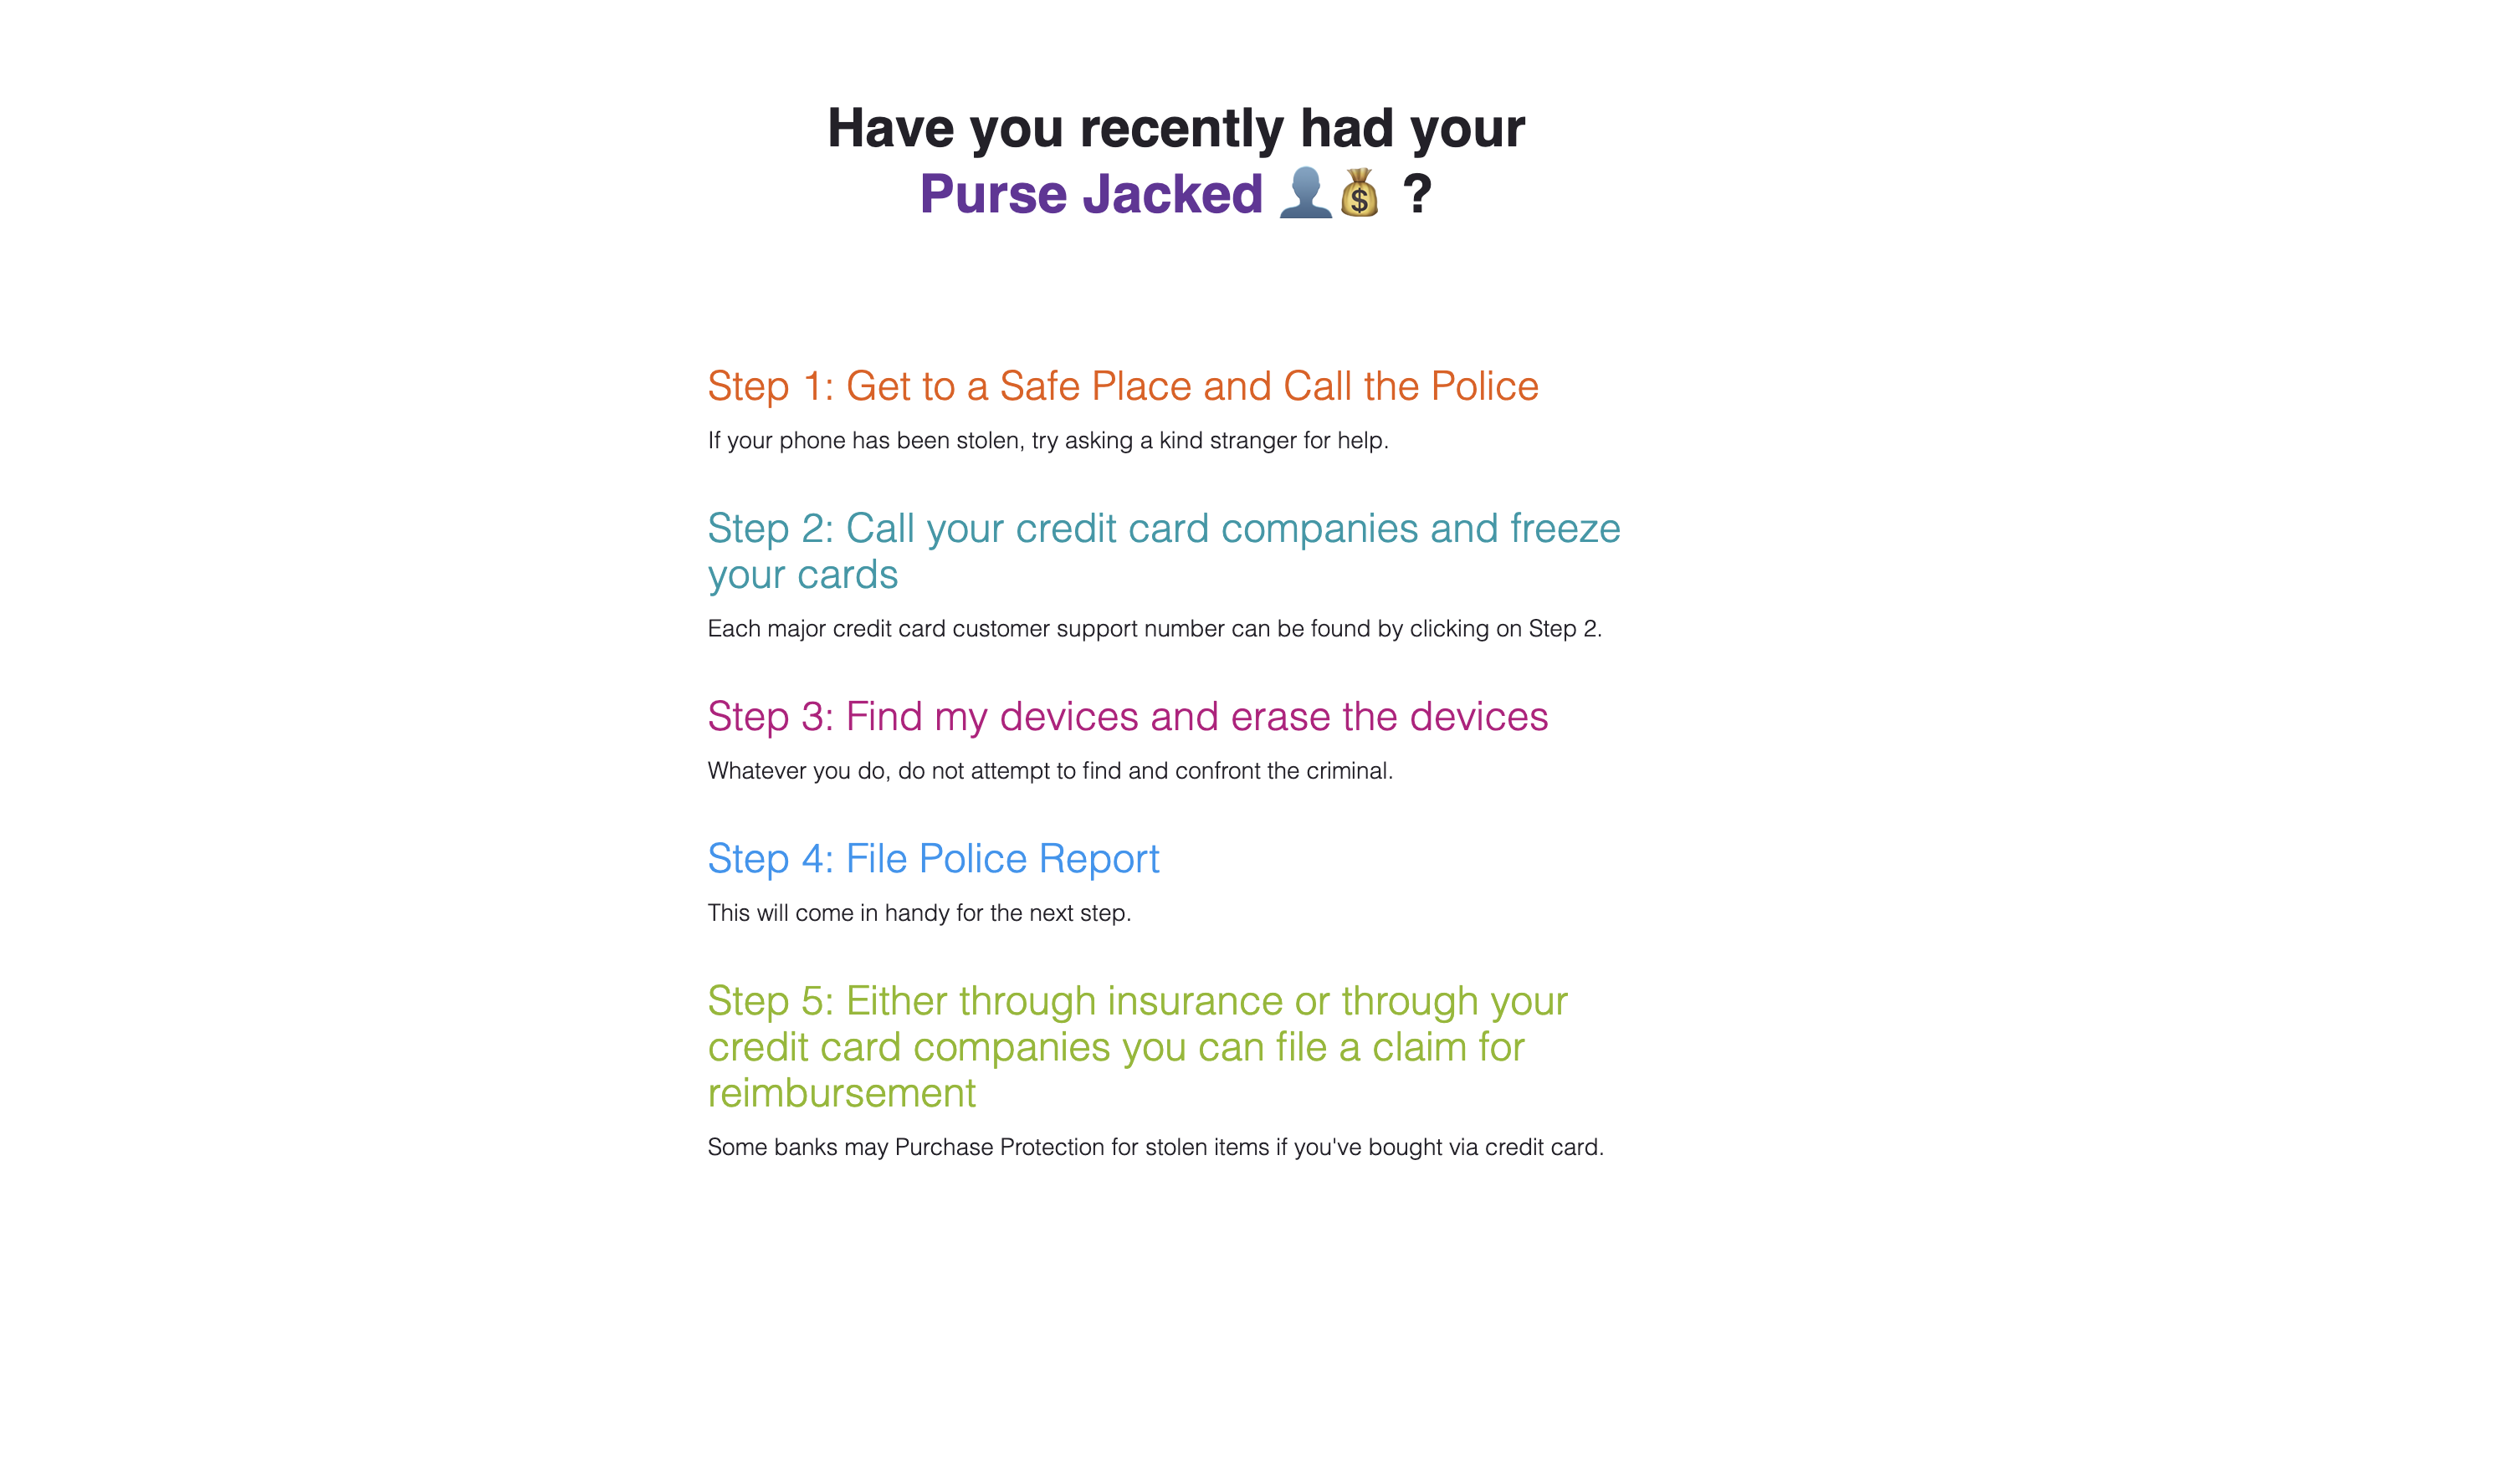 Have you recently had your
Purse Jacked 👤💰 ?
Step 1: Get to a Safe Place and Call the Police
If your phone has been stolen, try asking a kind stranger for help.
Step 2: Call your credit card companies and freeze
your cards
Each major credit card customer support number can be found by clicking on Step 2.
Step 3: Find my devices and erase the devices
Whatever you do, do not attempt to find and confront the criminal.
Step 4: File Police Report
This will come in handy for the next step.
Step 5: Either through insurance or through your
credit card companies you can file a claim for
reimbursement
Some banks may Purchase Protection for stolen items if you've bought via credit card.